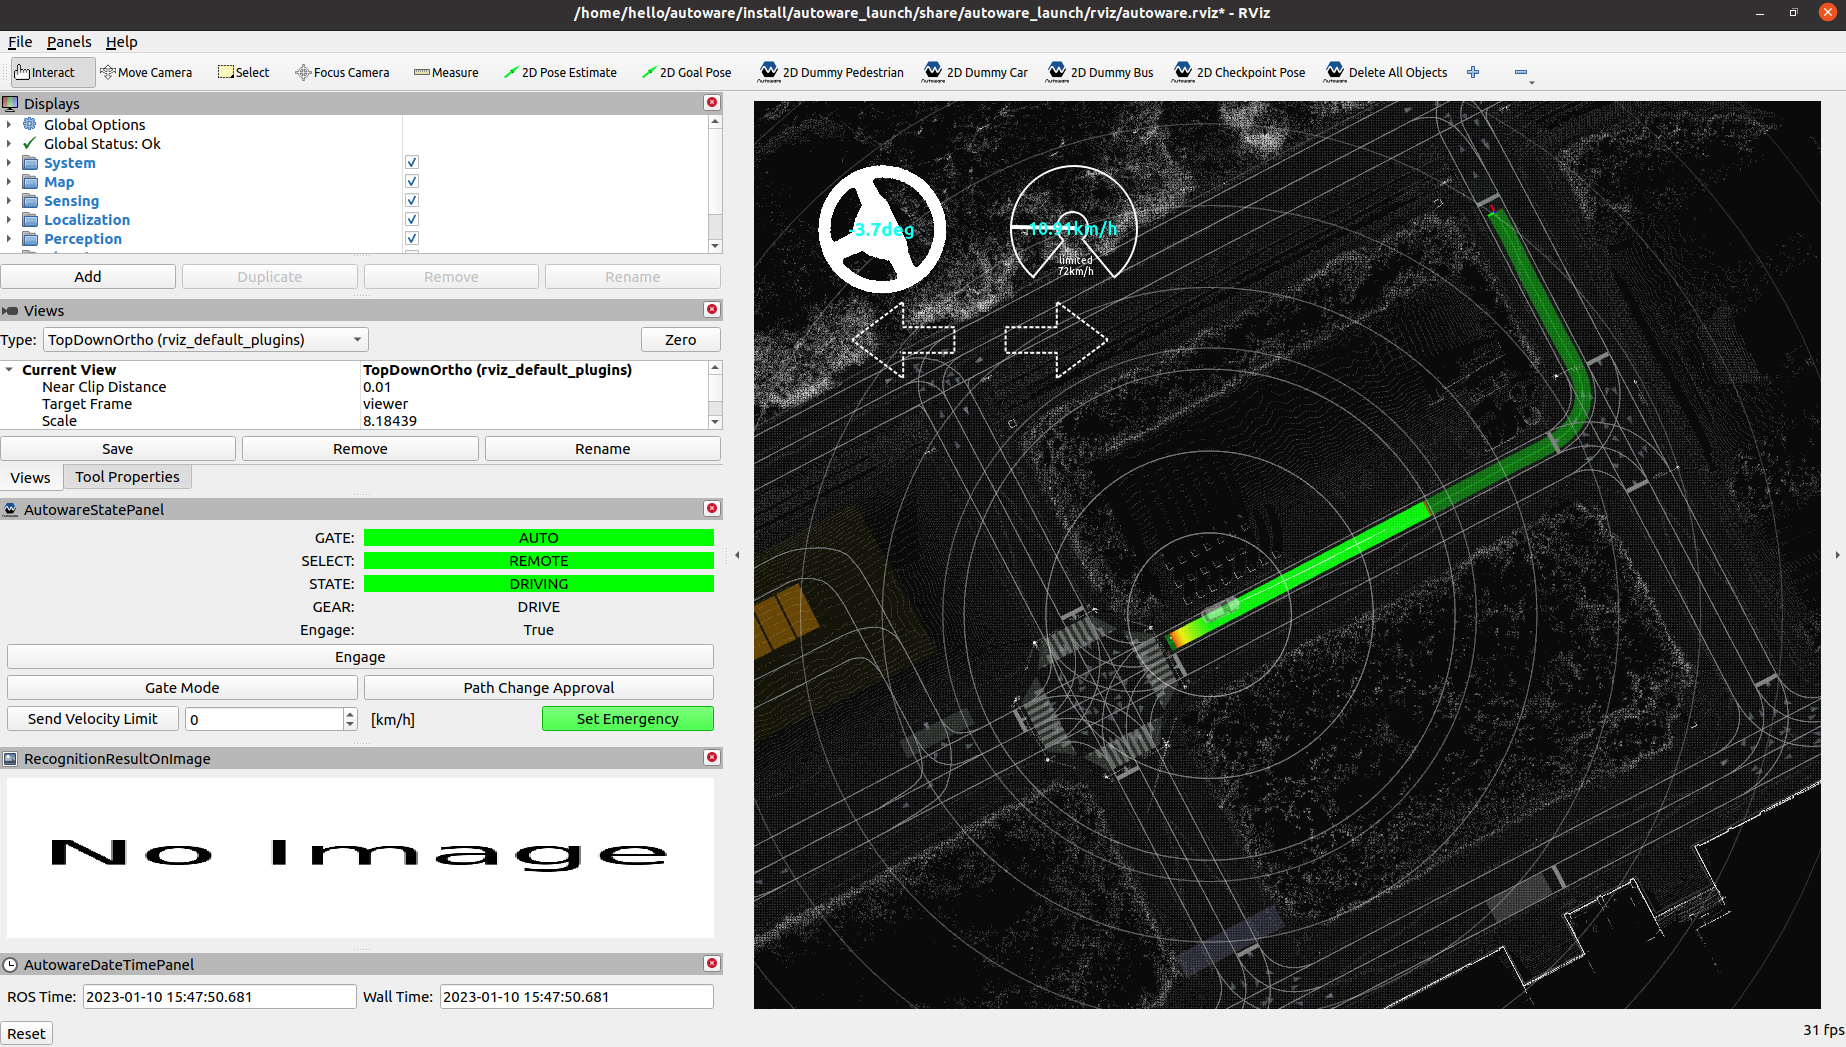 /home/hello/autoware/install/autoware_launch/share/autoware_launch/rviz/autoware.rviz* - RViz
File Panels Help
Interact Move Camera Select Focus Camera Measure 2D Pose Estimate 2D Goal Pose 2D Dummy Pedestrian 2D Dummy Car 2D Dummy Bus 2D Checkpoint Pose Delete All Objects
Displays
Global Options
Global Status: Ok
System
Map
Sensing
Localization
Perception
Add Duplicate Remove Rename
Views
Type: TopDownOrtho (rviz_default_plugins) Zero
Current View TopDownOrtho (rviz_default_plugins)
Near Clip Distance 0.01
Target Frame viewer
Scale 8.18439
Save Remove Rename
Views Tool Properties
AutowareStatePanel
GATE: AUTO
SELECT: REMOTE
STATE: DRIVING
GEAR: DRIVE
Engage: True
Engage
Gate Mode Path Change Approval
Send Velocity Limit 0 [km/h] Set Emergency
RecognitionResultOnImage
No Image
AutowareDateTimePanel
ROS Time: 2023-01-10 15:47:50.681 Wall Time: 2023-01-10 15:47:50.681
Reset
-3.7deg
10.91km/h
limited
72km/h
31 fps